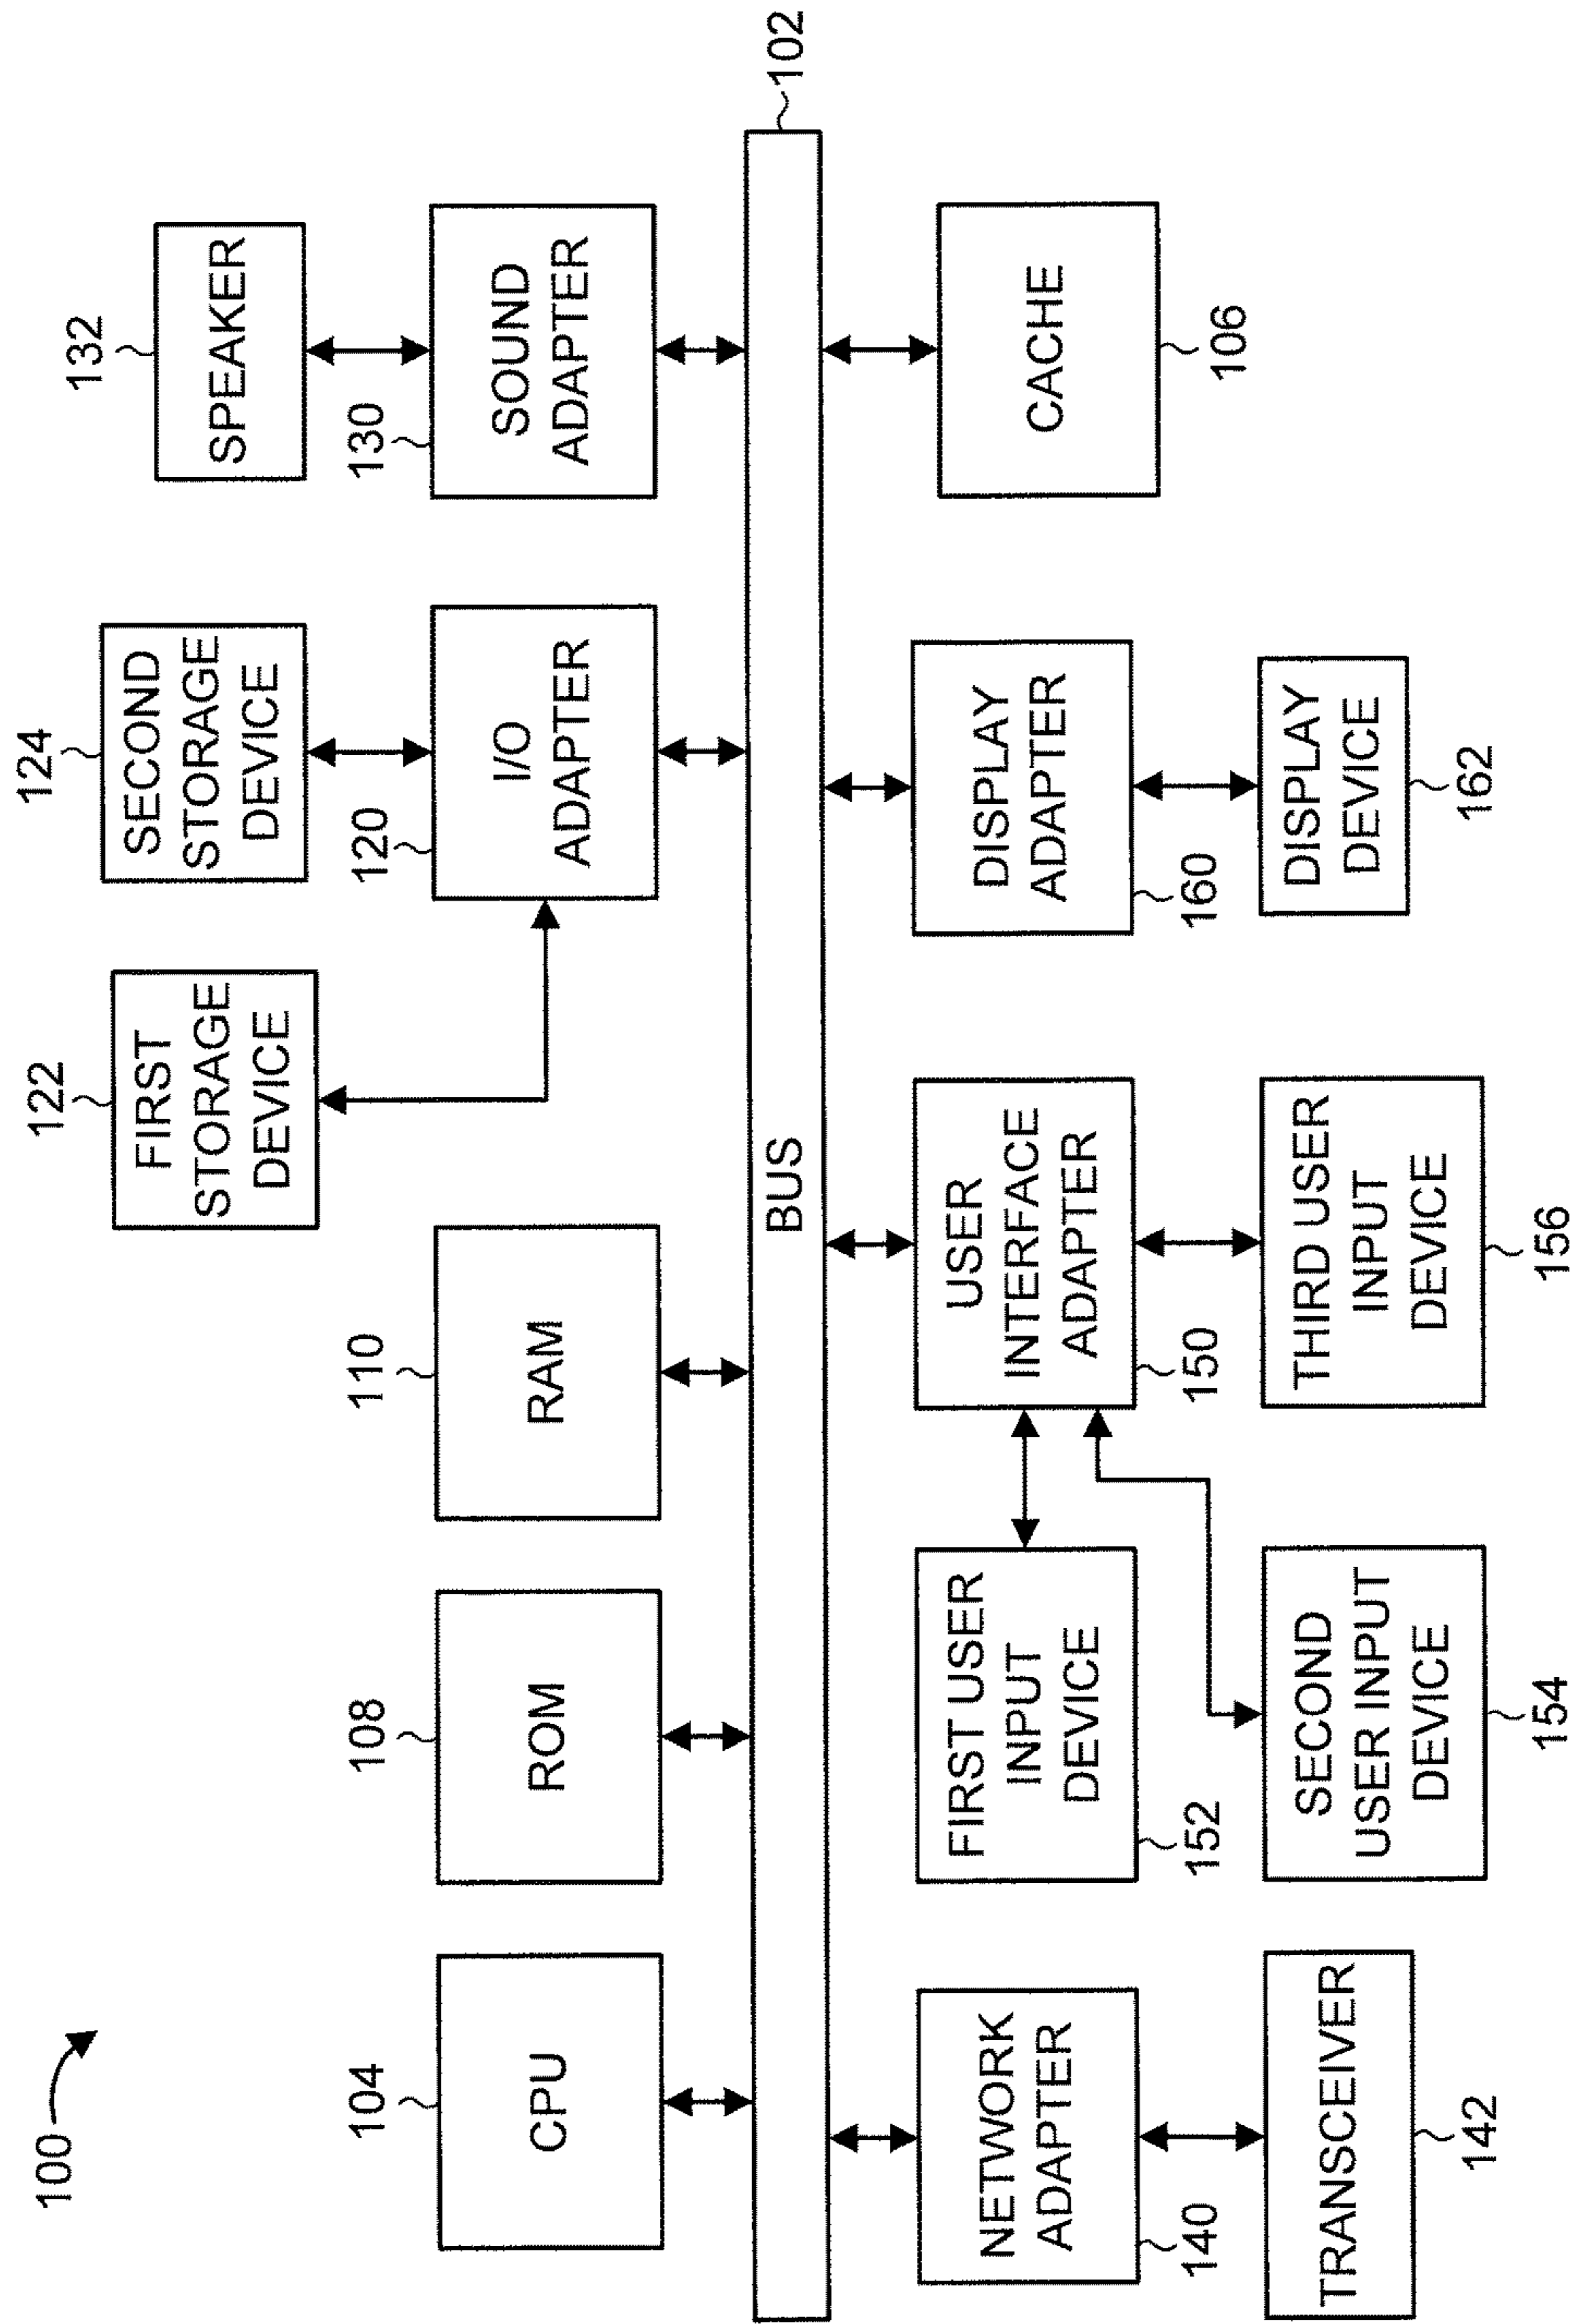 100
122
FIRST
STORAGE
DEVICE
124
SECOND
STORAGE
DEVICE
132
SPEAKER
104
CPU
108
ROM
110
RAM
120
I/O
ADAPTER
130
SOUND
ADAPTER
BUS
102
NETWORK
ADAPTER
140
FIRST USER
INPUT
DEVICE
152
USER
INTERFACE
ADAPTER
150
DISPLAY
ADAPTER
160
CACHE
106
TRANSCEIVER
142
SECOND
USER INPUT
DEVICE
154
THIRD USER
INPUT
DEVICE
156
DISPLAY
DEVICE
162